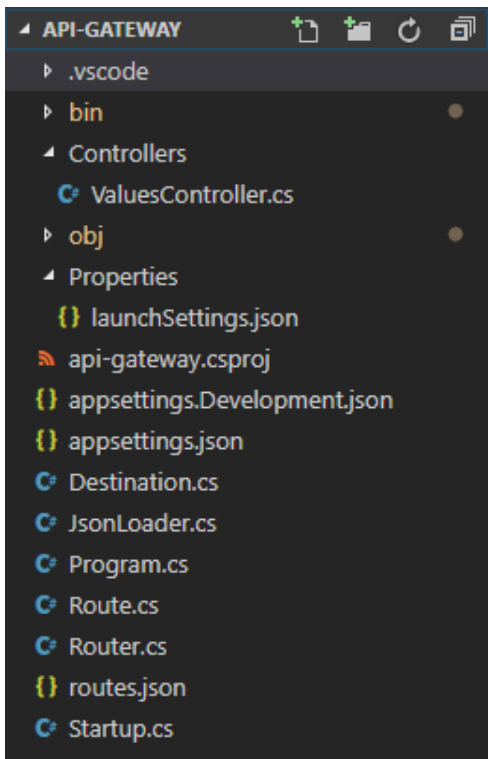 API-GATEWAY
.vscode
bin
Controllers
C# ValuesController.cs
obj
Properties
{} launchSettings.json
api-gateway.csproj
{} appsettings.Development.json
{} appsettings.json
C# Destination.cs
C# JsonLoader.cs
C# Program.cs
C# Route.cs
C# Router.cs
{} routes.json
C# Startup.cs